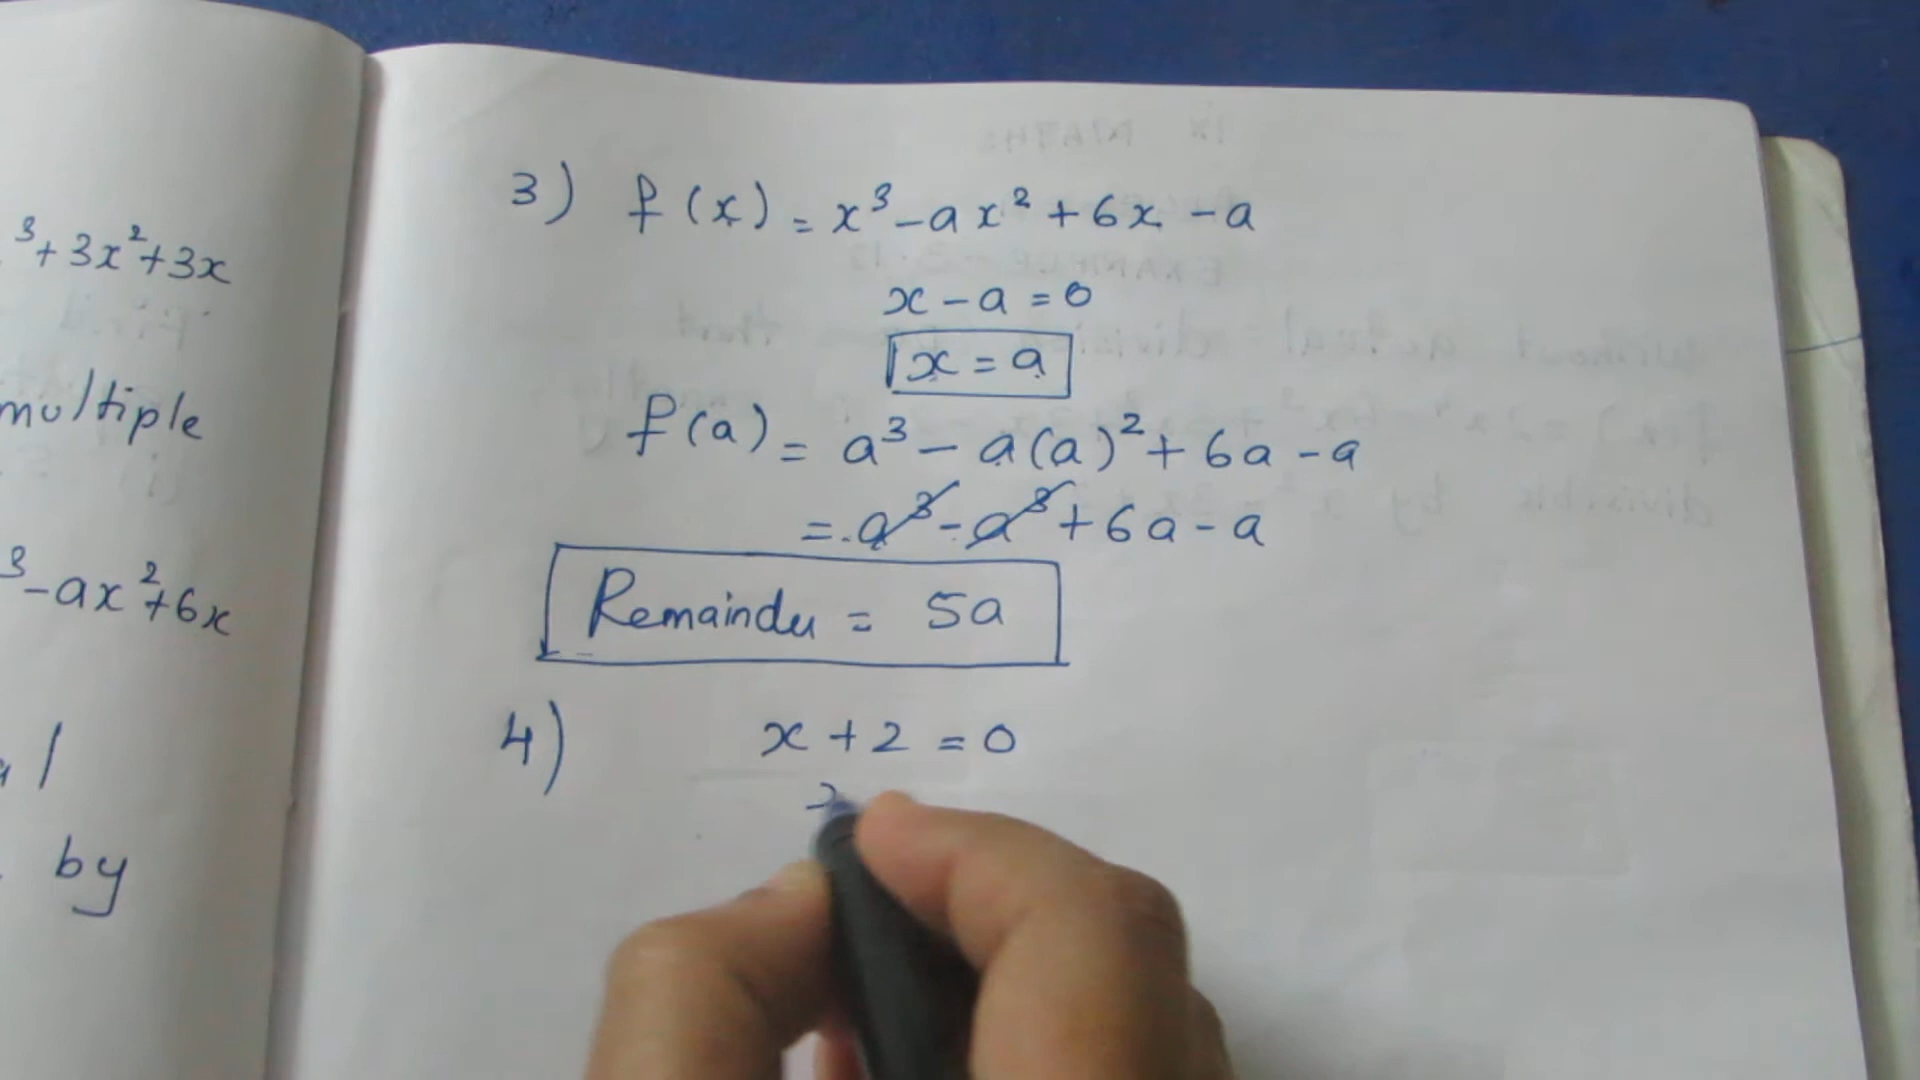 ³+3x²+3x
multiple
³-ax²+6x
by
3) f(x) = x³-ax²+6x-a
x-a=0
x=a
f(a) = a³-a(a)²+6a-a
= a³-a³+6a-a
Remainder = 5a
4) x+2=0